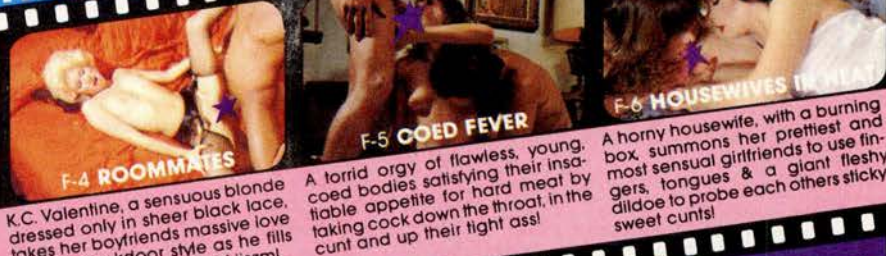 F-4 ROOMMATES
K.C. Valentine, a sensuous blonde
dressed only in sheer black lace,
takes her boyfriends massive love
style as he fills
F-5 COED FEVER
A torrid orgy of flawless, young,
coed bodies satisfying their insa-
tiable appetite for hard meat by
taking cock down the throat, in the
cunt and up their tight ass!
F-6 HOUSEWIVES IN HEAT
A horny housewife, with a burning
box, summons her prettiest and
most sensual girlfriends to use fin-
gers, tongues & a giant fleshy
dildoe to probe each others sticky
sweet cunts!